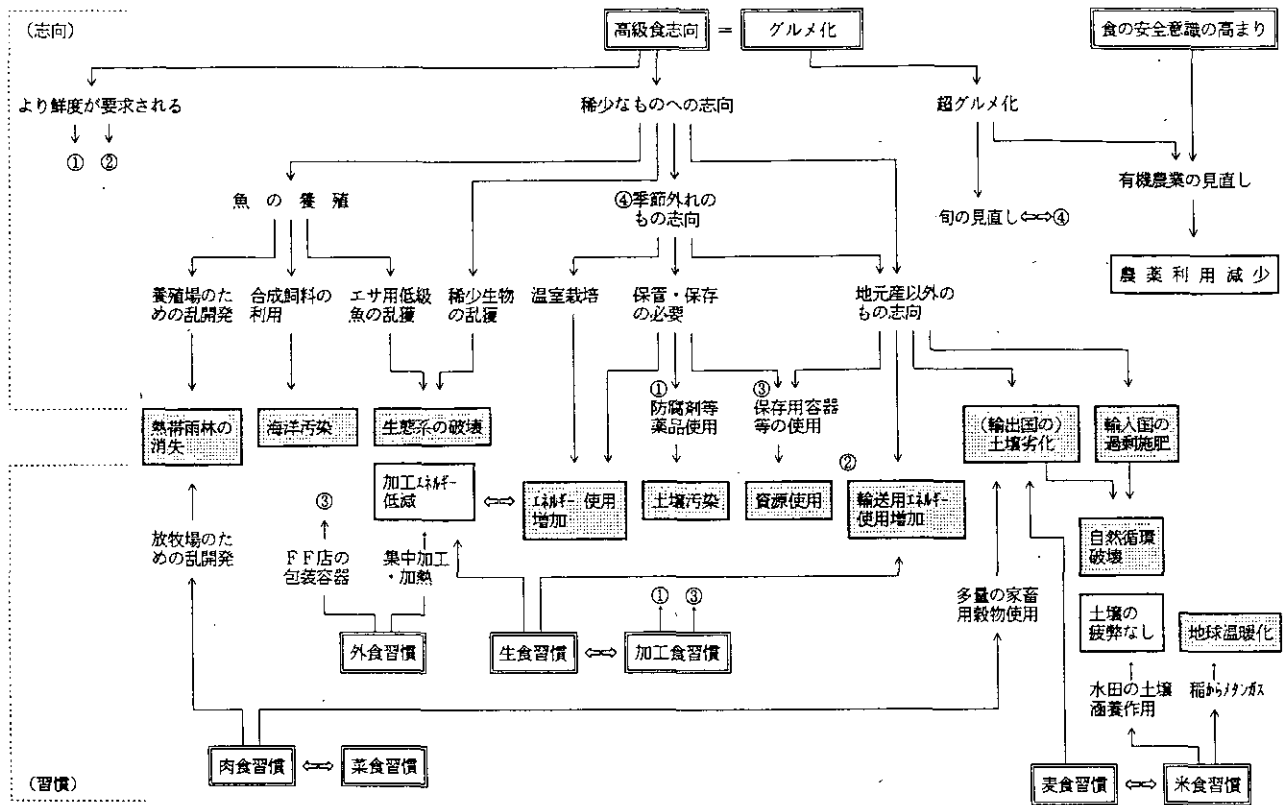 （志向）
高級食志向
＝
グルメ化
食の安全意識の高まり
より鮮度が要求される
稀少なものへの志向
超グルメ化
①
②
有機農業の見直し
魚の養殖
④季節外れの
もの志向
旬の見直し⇔④
農薬利用減少
養殖場のた
めの乱開発
合成飼料の
利用
エサ用低級
魚の乱獲
稀少生物
の乱獲
温室栽培
保管・保存
の必要
地元産以外の
もの志向
①
防腐剤等
薬品使用
③
保存用容器
等の使用
熱帯雨林の
消失
海洋汚染
生態系の破壊
（輸出国の）
土壌劣化
輸入国の
過剰施肥
②
加工エネルギー
低減
⇔
エネルギー使用
増加
土壌汚染
資源使用
輸送用エネルギー
使用増加
③
放牧場のた
めの乱開発
ＦＦ店の
包装容器
集中加工
・加熱
自然循環
破壊
①
③
多量の家畜
用穀物使用
土壌の
疲弊なし
地球温暖化
外食習慣
生食習慣
⇔
加工食習慣
水田の土壌
涵養作用
稲からメタンガス
肉食習慣
⇔
菜食習慣
（習慣）
麦食習慣
⇔
米食習慣